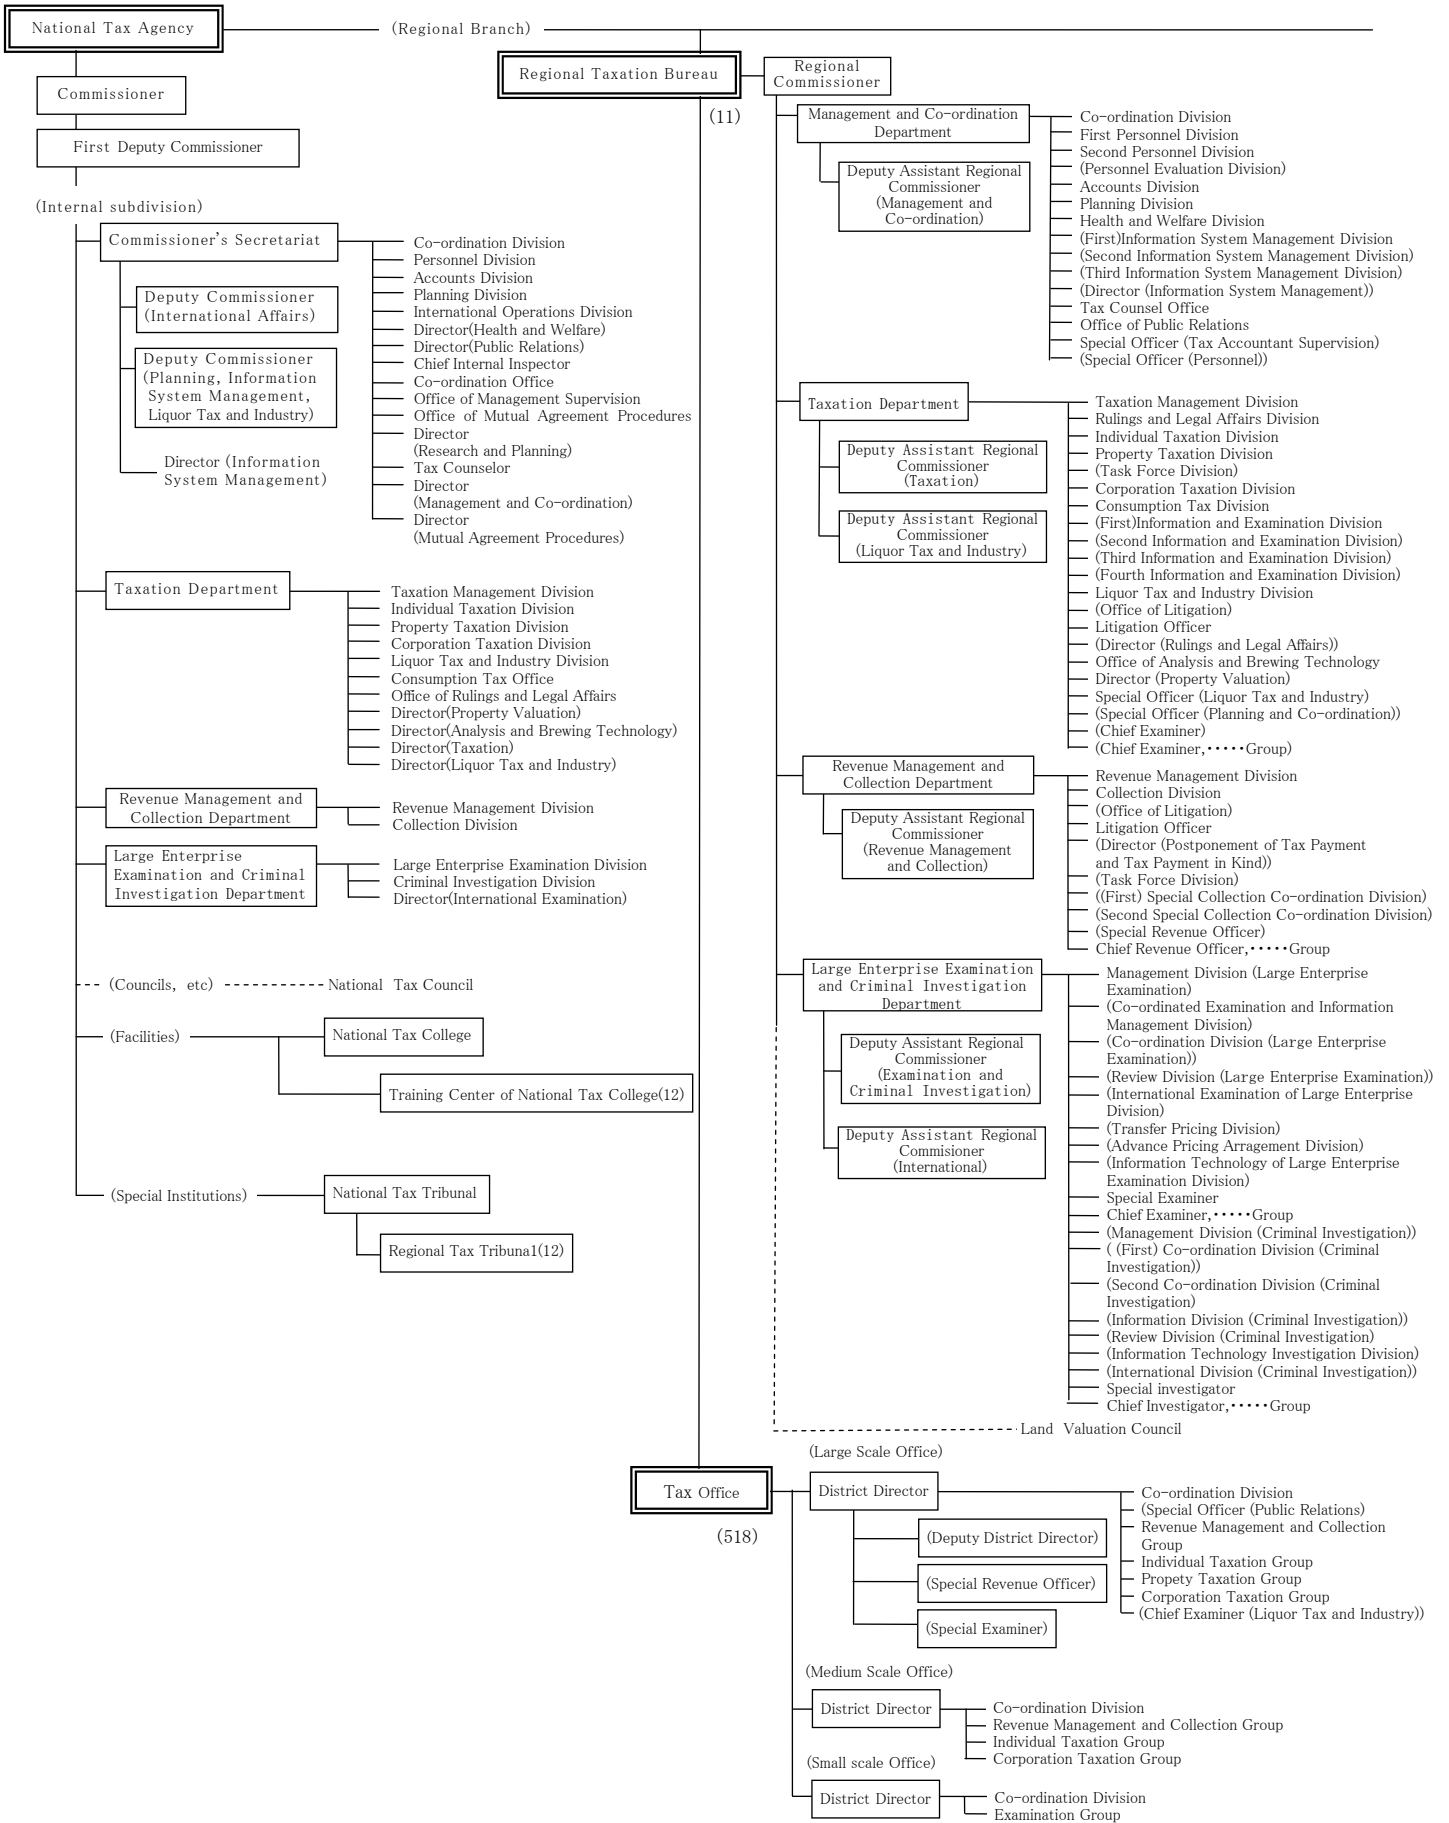 National Tax Agency
(Regional Branch)
Commissioner
First Deputy Commissioner
(Internal subdivision)
Commissioner's Secretariat
Deputy Commissioner
(International Affairs)
Deputy Commissioner
(Planning, Information
System Management,
Liquor Tax and Industry)
Director (Information
System Management)
Co-ordination Division
Personnel Division
Accounts Division
Planning Division
International Operations Division
Director(Health and Welfare)
Director(Public Relations)
Chief Internal Inspector
Co-ordination Office
Office of Management Supervision
Office of Mutual Agreement Procedures
Director
(Research and Planning)
Tax Counselor
Director
(Management and Co-ordination)
Director
(Mutual Agreement Procedures)
Taxation Department
Taxation Management Division
Individual Taxation Division
Property Taxation Division
Corporation Taxation Division
Liquor Tax and Industry Division
Consumption Tax Office
Office of Rulings and Legal Affairs
Director(Property Valuation)
Director(Analysis and Brewing Technology)
Director(Taxation)
Director(Liquor Tax and Industry)
Revenue Management and
Collection Department
Revenue Management Division
Collection Division
Large Enterprise
Examination and Criminal
Investigation Department
Large Enterprise Examination Division
Criminal Investigation Division
Director(International Examination)
(Councils, etc)
National Tax Council
(Facilities)
National Tax College
Training Center of National Tax College(12)
(Special Institutions)
National Tax Tribunal
Regional Tax Tribunal(12)
Regional Taxation Bureau
(11)
Regional
Commissioner
Management and Co-ordination
Department
Deputy Assistant Regional
Commissioner
(Management and
Co-ordination)
Co-ordination Division
First Personnel Division
Second Personnel Division
(Personnel Evaluation Division)
Accounts Division
Planning Division
Health and Welfare Division
(First)Information System Management Division
(Second Information System Management Division)
(Third Information System Management Division)
(Director (Information System Management))
Tax Counsel Office
Office of Public Relations
Special Officer (Tax Accountant Supervision)
(Special Officer (Personnel))
Taxation Department
Deputy Assistant Regional
Commissioner
(Taxation)
Deputy Assistant Regional
Commissioner
(Liquor Tax and Industry)
Taxation Management Division
Rulings and Legal Affairs Division
Individual Taxation Division
Property Taxation Division
(Task Force Division)
Corporation Taxation Division
Consumption Tax Division
(First)Information and Examination Division
(Second Information and Examination Division)
(Third Information and Examination Division)
(Fourth Information and Examination Division)
Liquor Tax and Industry Division
(Office of Litigation)
Litigation Officer
(Director (Rulings and Legal Affairs))
Office of Analysis and Brewing Technology
Director (Property Valuation)
Special Officer (Liquor Tax and Industry)
(Special Officer (Planning and Co-ordination))
(Chief Examiner)
(Chief Examiner,・・・・・Group)
Revenue Management and
Collection Department
Deputy Assistant Regional
Commissioner
(Revenue Management
and Collection)
Revenue Management Division
Collection Division
(Office of Litigation)
Litigation Officer
(Director (Postponement of Tax Payment
and Tax Payment in Kind))
(Task Force Division)
((First) Special Collection Co-ordination Division)
(Second Special Collection Co-ordination Division)
(Special Revenue Officer)
Chief Revenue Officer,・・・・・Group
Large Enterprise Examination
and Criminal Investigation
Department
Deputy Assistant Regional
Commissioner
(Examination and
Criminal Investigation)
Deputy Assistant Regional
Commisioner
(International)
Management Division (Large Enterprise
Examination)
(Co-ordinated Examination and Information
Management Division)
(Co-ordination Division (Large Enterprise
Examination))
(Review Division (Large Enterprise Examination))
(International Examination of Large Enterprise
Division)
(Transfer Pricing Division)
(Advance Pricing Arragement Division)
(Information Technology of Large Enterprise
Examination Division)
Special Examiner
Chief Examiner,・・・・・Group
(Management Division (Criminal Investigation))
( (First) Co-ordination Division (Criminal
Investigation))
(Second Co-ordination Division (Criminal
Investigation)
(Information Division (Criminal Investigation))
(Review Division (Criminal Investigation)
(Information Technology Investigation Division)
(International Division (Criminal Investigation))
Special investigator
Chief Investigator,・・・・・Group
Land Valuation Council
Tax Office
(518)
(Large Scale Office)
District Director
(Deputy District Director)
(Special Revenue Officer)
(Special Examiner)
Co-ordination Division
(Special Officer (Public Relations)
Revenue Management and Collection
Group
Individual Taxation Group
Propety Taxation Group
Corporation Taxation Group
(Chief Examiner (Liquor Tax and Industry))
(Medium Scale Office)
District Director
Co-ordination Division
Revenue Management and Collection Group
Individual Taxation Group
Corporation Taxation Group
(Small scale Office)
District Director
Co-ordination Division
Examination Group